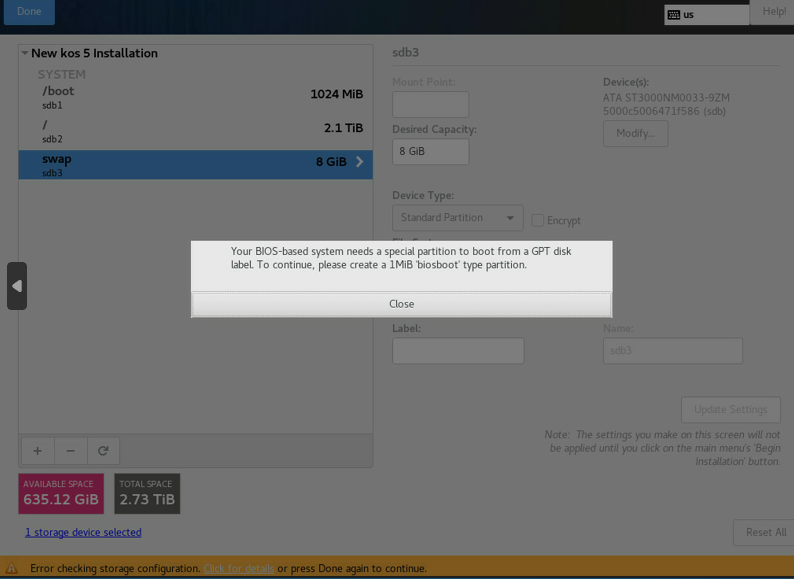 Done
us
Help!
New kos 5 Installation
SYSTEM
/boot
1024 MiB
sdb1
/
2.1 TiB
sdb2
swap
8 GiB
sdb3
sdb3
Mount Point:
Device(s):
ATA ST3000NM0033-9ZM
5000c5006471f586 (sdb)
Modify...
Desired Capacity:
8 GiB
Device Type:
Standard Partition
Encrypt
Your BIOS-based system needs a special partition to boot from a GPT disk
label. To continue, please create a 1MiB 'biosboot' type partition.
Close
Label:
Name:
sdb3
Update Settings
Note: The settings you make on this screen will not
be applied until you click on the main menu's 'Begin
Installation' button.
+ −
AVAILABLE SPACE
635.12 GiB
TOTAL SPACE
2.73 TiB
1 storage device selected
Reset All
Error checking storage configuration. Click for details or press Done again to continue.